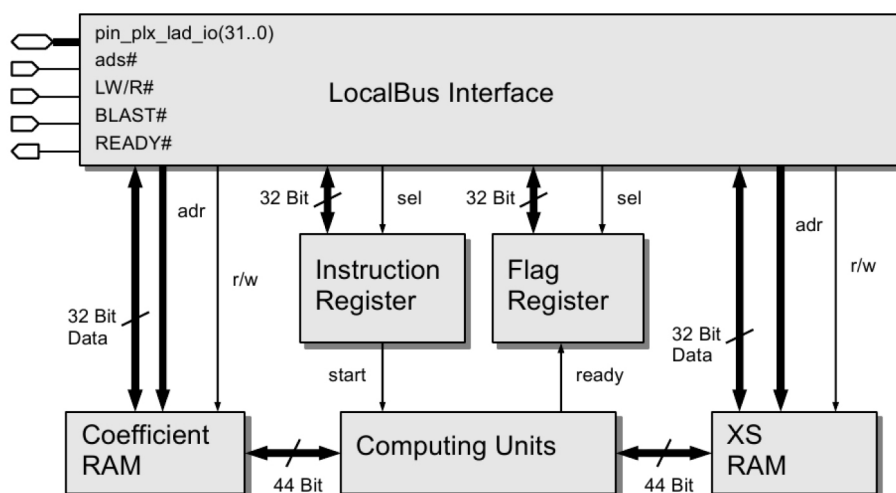 pin_plx_lad_io(31..0)
ads#
LW/R#
BLAST#
READY#
LocalBus Interface
32 Bit
sel
32 Bit
sel
adr
adr
r/w
r/w
Instruction
Register
Flag
Register
32 Bit
Data
32 Bit
Data
start
ready
Coefficient
RAM
Computing Units
XS
RAM
44 Bit
44 Bit